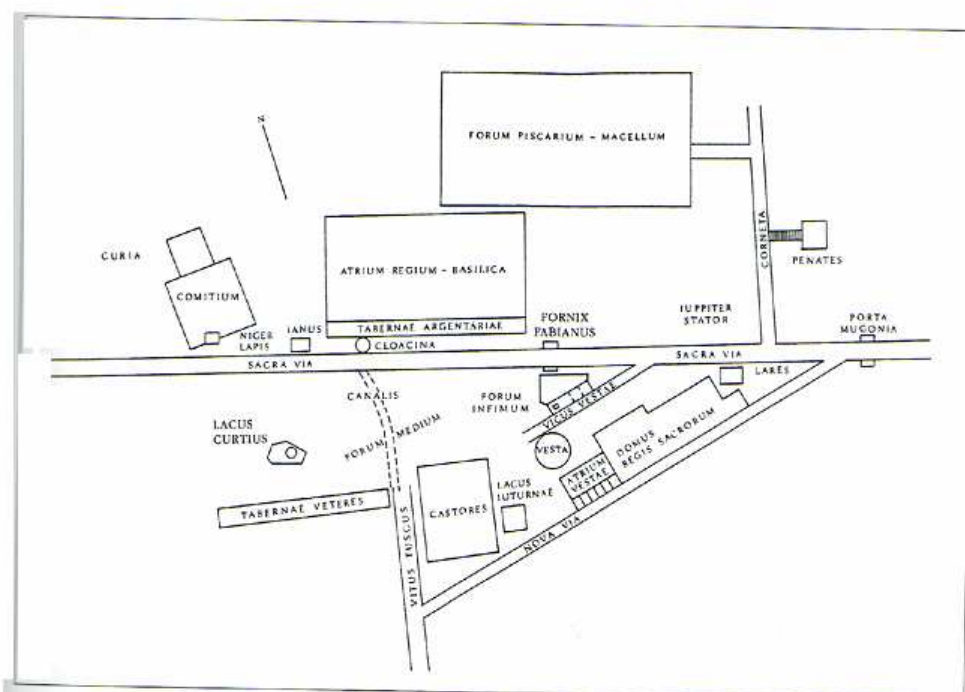 FORUM PISCARIUM – MACELLUM
N
CURIA
COMITIUM
ATRIUM REGIUM – BASILICA
CORNETA
PENATES
NIGER
LAPIS
IANUS
TABERNAE ARGENTARIAE
CLOACINA
FORNIX
FABIANUS
IUPPITER
STATOR
PORTA
MUGONIA
SACRA VIA
SACRA VIA
LARES
CANALIS
FORUM
INFIMUM
VICUS VESTAE
LACUS
CURTIUS
FORUM MEDIUM
VESTA
DOMUS
REGIS SACRORUM
ATRIUM
VESTAE
TABERNAE VETERES
CASTORES
LACUS
IUTURNAE
NOVA VIA
VITUS TUSCUS